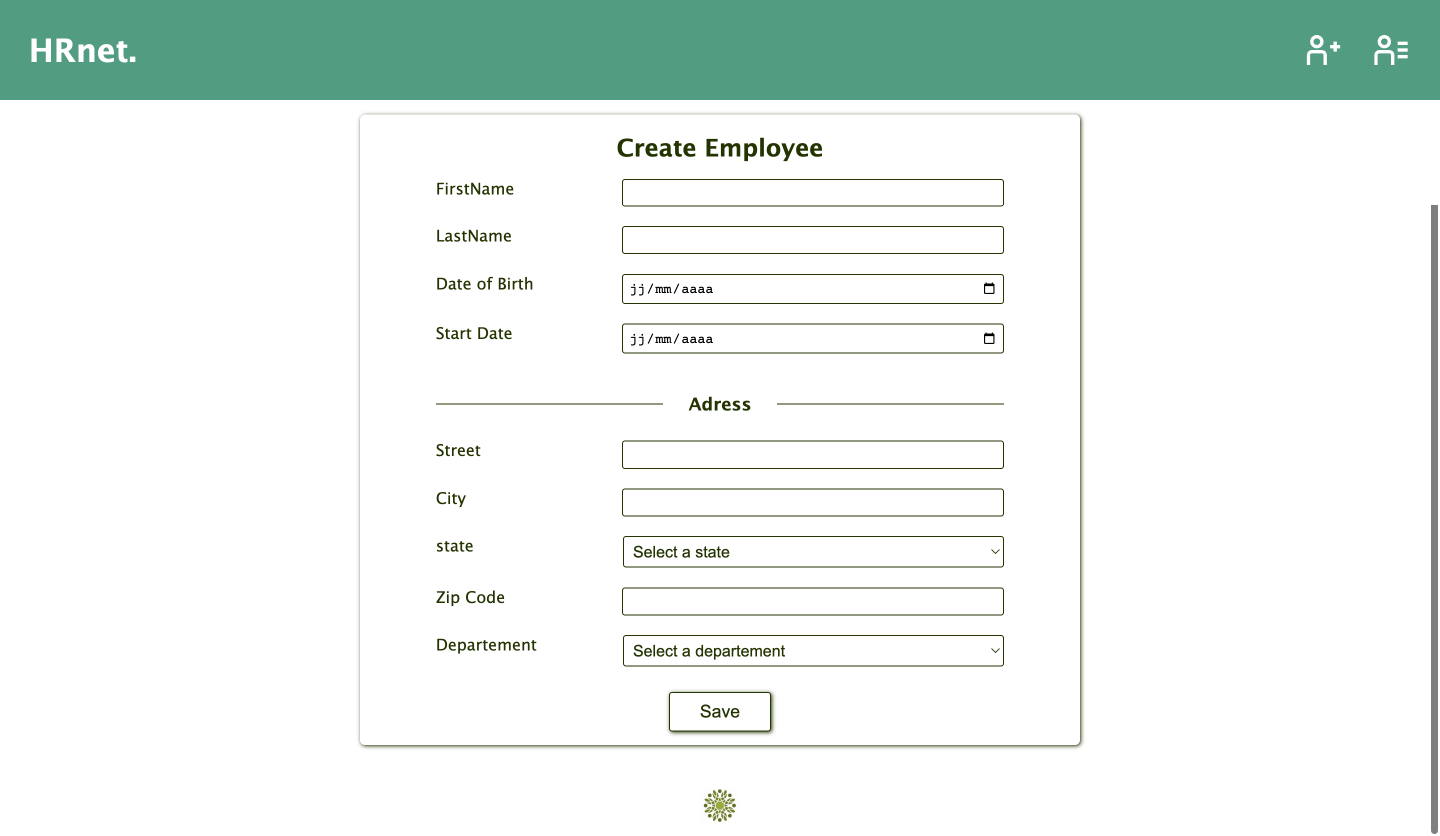 HRnet.
Create Employee
FirstName
LastName
Date of Birth
jj/mm/aaaa
Start Date
jj/mm/aaaa
Adress
Street
City
state
Select a state
Zip Code
Departement
Select a departement
Save